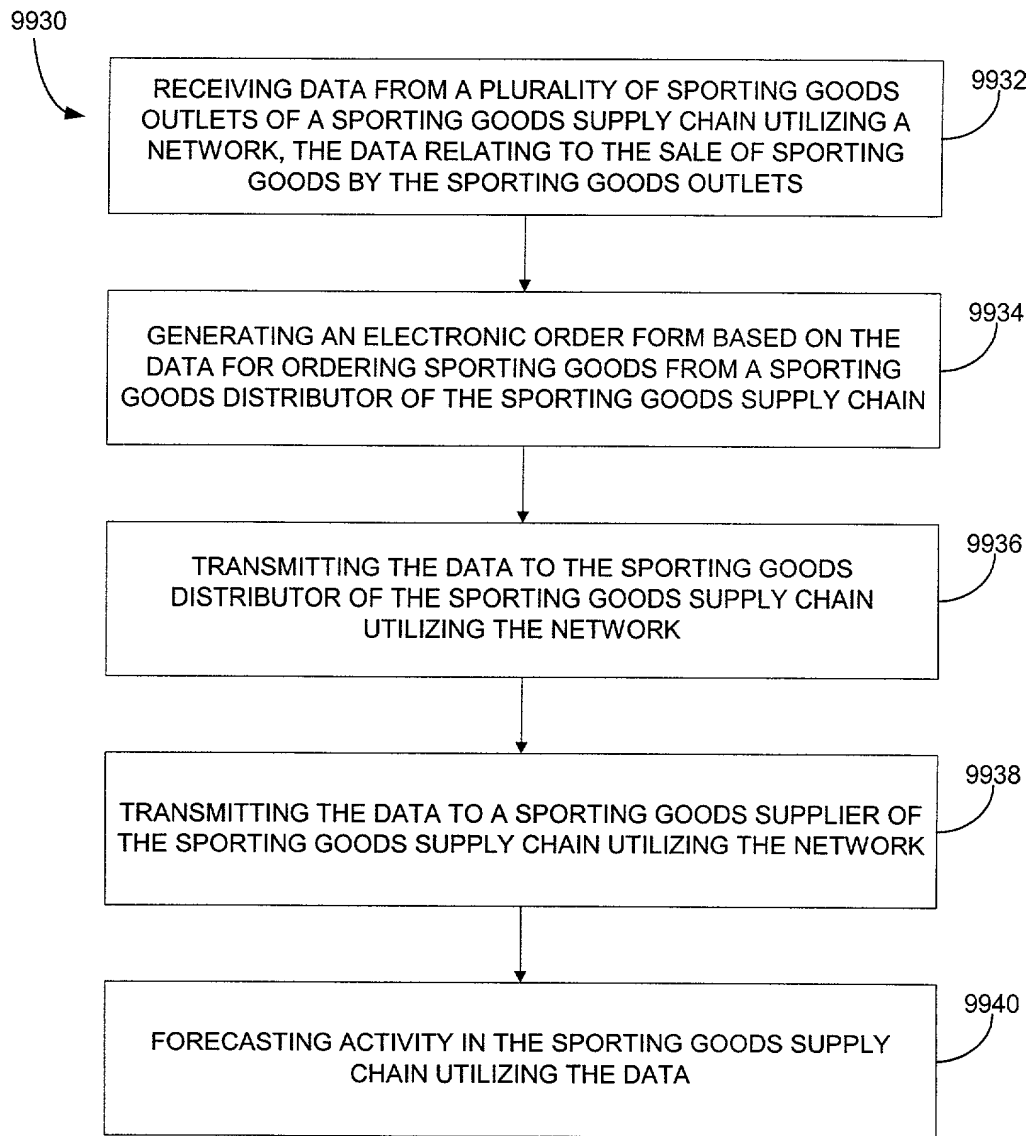 9930
RECEIVING DATA FROM A PLURALITY OF SPORTING GOODS
OUTLETS OF A SPORTING GOODS SUPPLY CHAIN UTILIZING A
NETWORK, THE DATA RELATING TO THE SALE OF SPORTING
GOODS BY THE SPORTING GOODS OUTLETS
9932
GENERATING AN ELECTRONIC ORDER FORM BASED ON THE
DATA FOR ORDERING SPORTING GOODS FROM A SPORTING
GOODS DISTRIBUTOR OF THE SPORTING GOODS SUPPLY CHAIN
9934
TRANSMITTING THE DATA TO THE SPORTING GOODS
DISTRIBUTOR OF THE SPORTING GOODS SUPPLY CHAIN
UTILIZING THE NETWORK
9936
TRANSMITTING THE DATA TO A SPORTING GOODS SUPPLIER OF
THE SPORTING GOODS SUPPLY CHAIN UTILIZING THE NETWORK
9938
FORECASTING ACTIVITY IN THE SPORTING GOODS SUPPLY
CHAIN UTILIZING THE DATA
9940